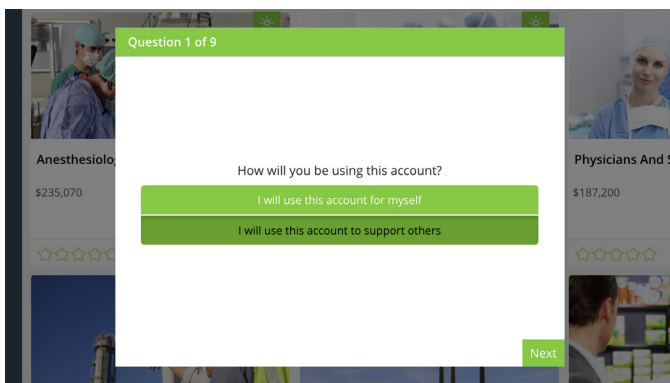 Question 1 of 9
How will you be using this account?
I will use this account for myself
I will use this account to support others
Next
$235,070
Physicians And
$187,200